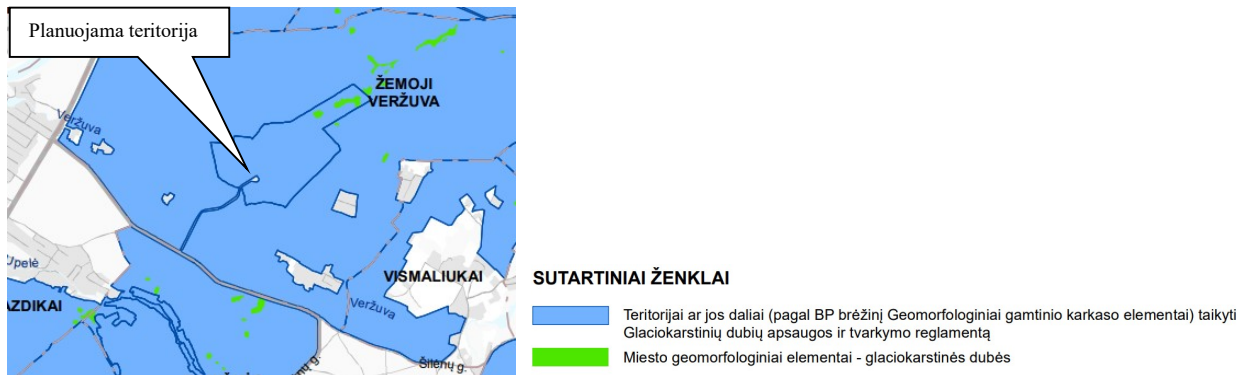 Planuojama teritorija
ŽEMOJI
VERŽUVA
Veržuva
Upelė
AZDIKAI
VISMALIUKAI
Veržuva
Šilėnų g.
g.
SUTARTINIAI ŽENKLAI
Teritorijai ar jos daliai (pagal BP brėžinį Geomorfologiniai gamtinio karkaso elementai) taikyti
Glaciokarstinių dubių apsaugos ir tvarkymo reglamentą
Miesto geomorfologiniai elementai - glaciokarstinės dubės